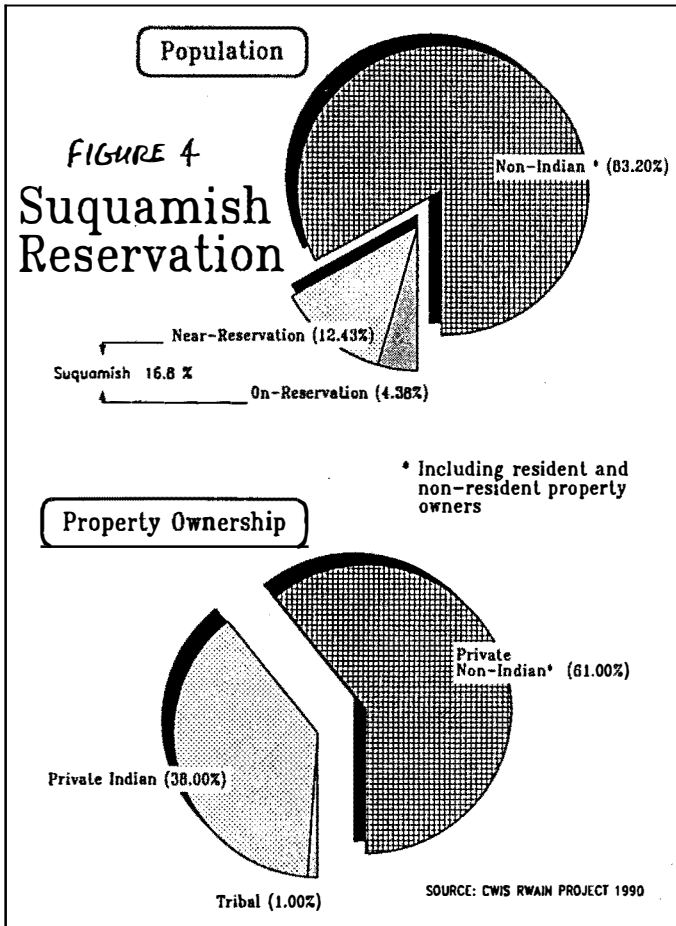 Population
FIGURE 4
Suquamish
Reservation
Non-Indian * (83.20%)
Near-Reservation (12.43%)
Suquamish 16.8 %
On-Reservation (4.38%)
* Including resident and
non-resident property
owners
Property Ownership
Private
Non-Indian* (61.00%)
Private Indian (38.00%)
Tribal (1.00%)
SOURCE: CWIS RWAIN PROJECT 1990